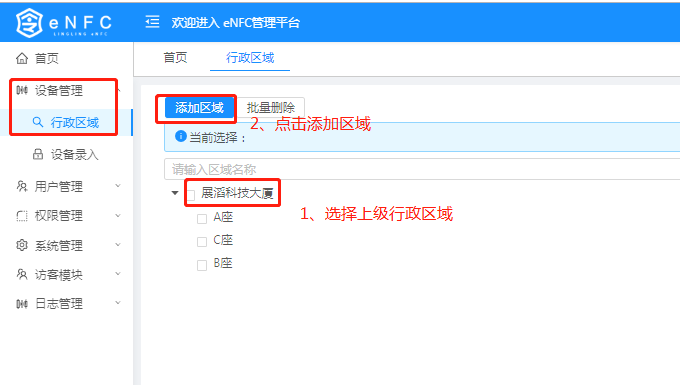 eNFC
LINGLING eNFC
欢迎进入 eNFC管理平台
首页
设备管理
行政区域
设备录入
用户管理
权限管理
系统管理
访客模块
日志管理
首页
行政区域
添加区域
批量删除
2、点击添加区域
当前选择：
请输入区域名称
展滔科技大厦
1、选择上级行政区域
A座
C座
B座